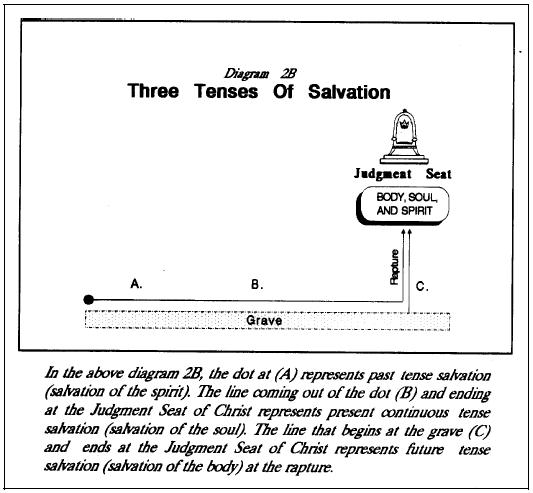 Diagram 2B
Three Tenses Of Salvation
Judgment Seat
BODY, SOUL,
AND SPIRIT
Rapture
A.
B.
C.
Grave
In the above diagram 2B, the dot at (A) represents past tense salvation
(salvation of the spirit). The line coming out of the dot (B) and ending
at the Judgment Seat of Christ represents present continuous tense
salvation (salvation of the soul). The line that begins at the grave (C)
and ends at the Judgment Seat of Christ represents future tense
salvation (salvation of the body) at the rapture.